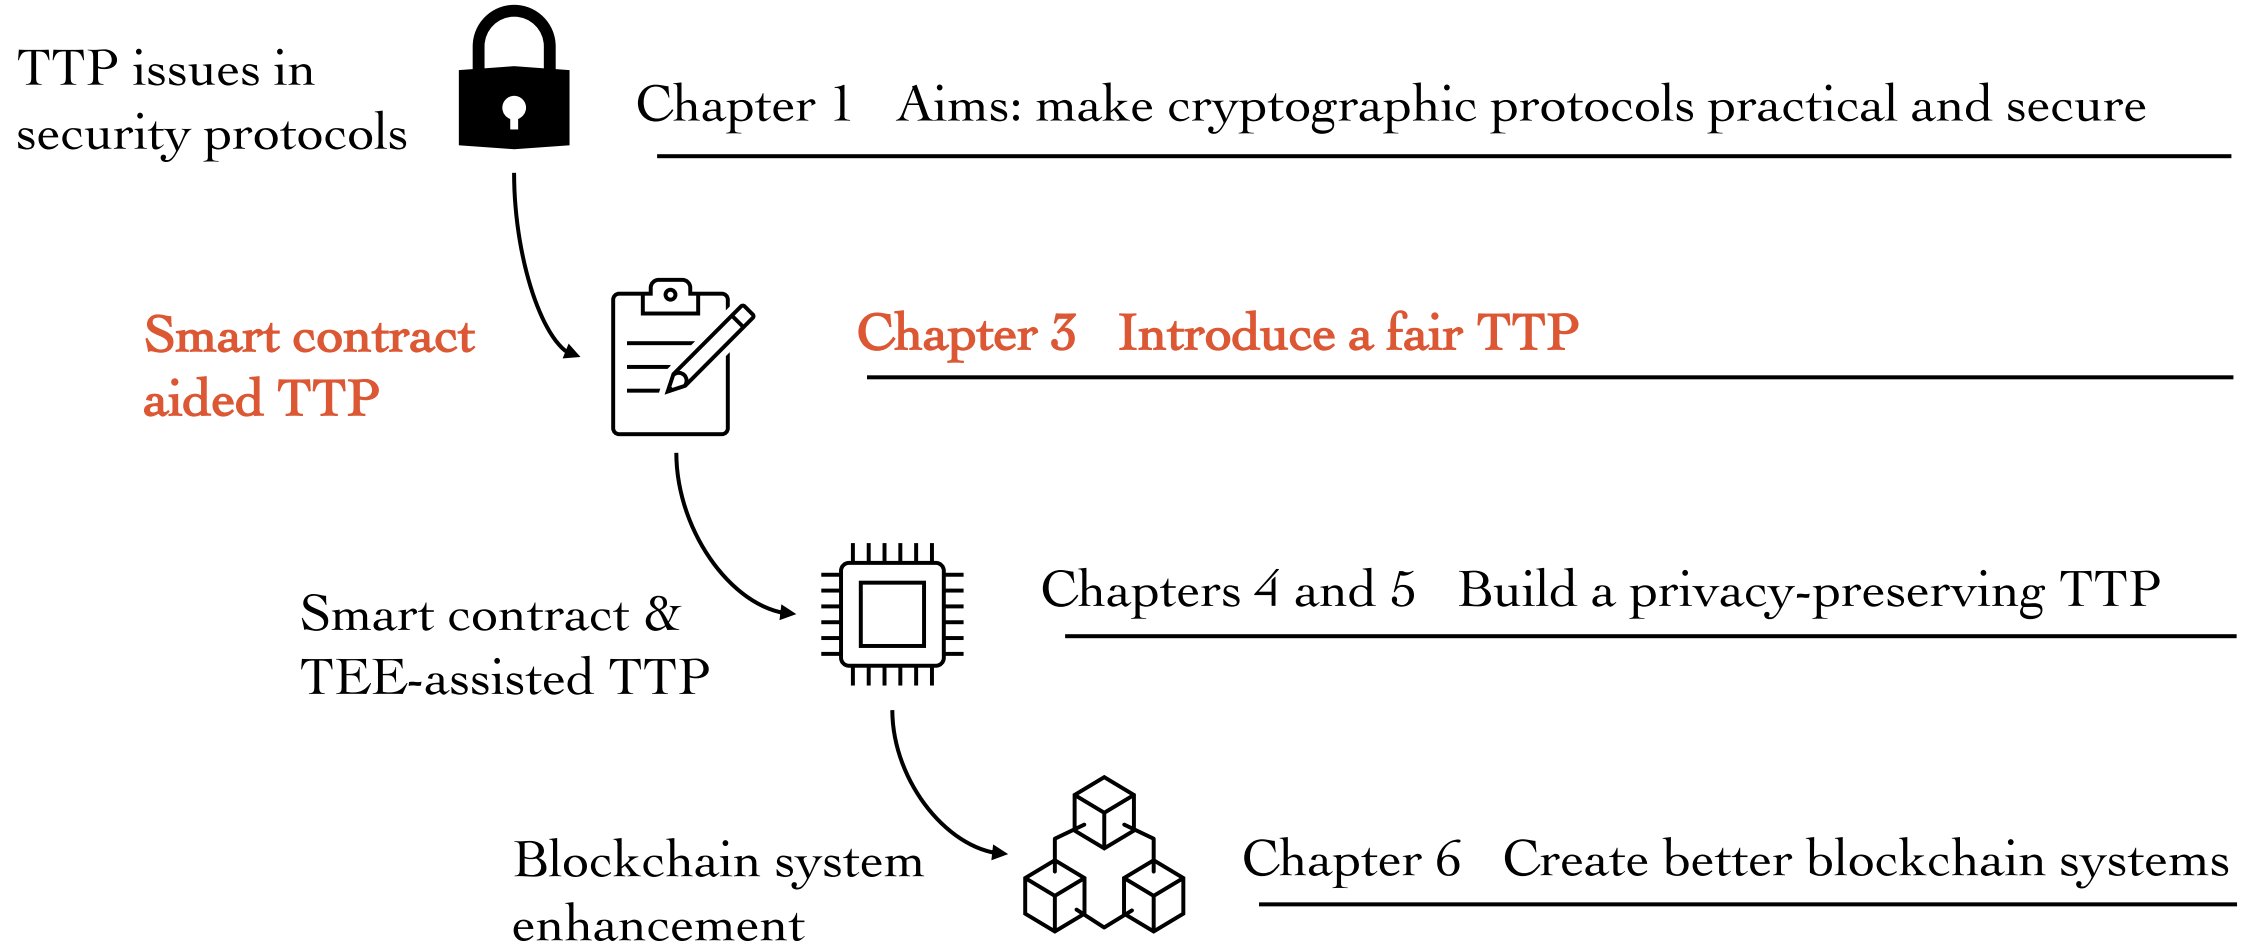 TTP issues in
security protocols
Chapter 1 Aims: make cryptographic protocols practical and secure
Smart contract
aided TTP
Chapter 3 Introduce a fair TTP
Smart contract &
TEE-assisted TTP
Chapters 4 and 5 Build a privacy-preserving TTP
Blockchain system
enhancement
Chapter 6 Create better blockchain systems